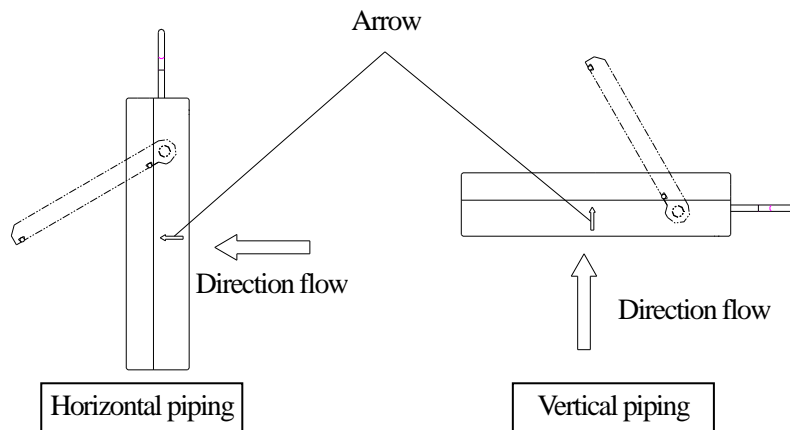 Arrow
Direction flow
Direction flow
Horizontal piping
Vertical piping